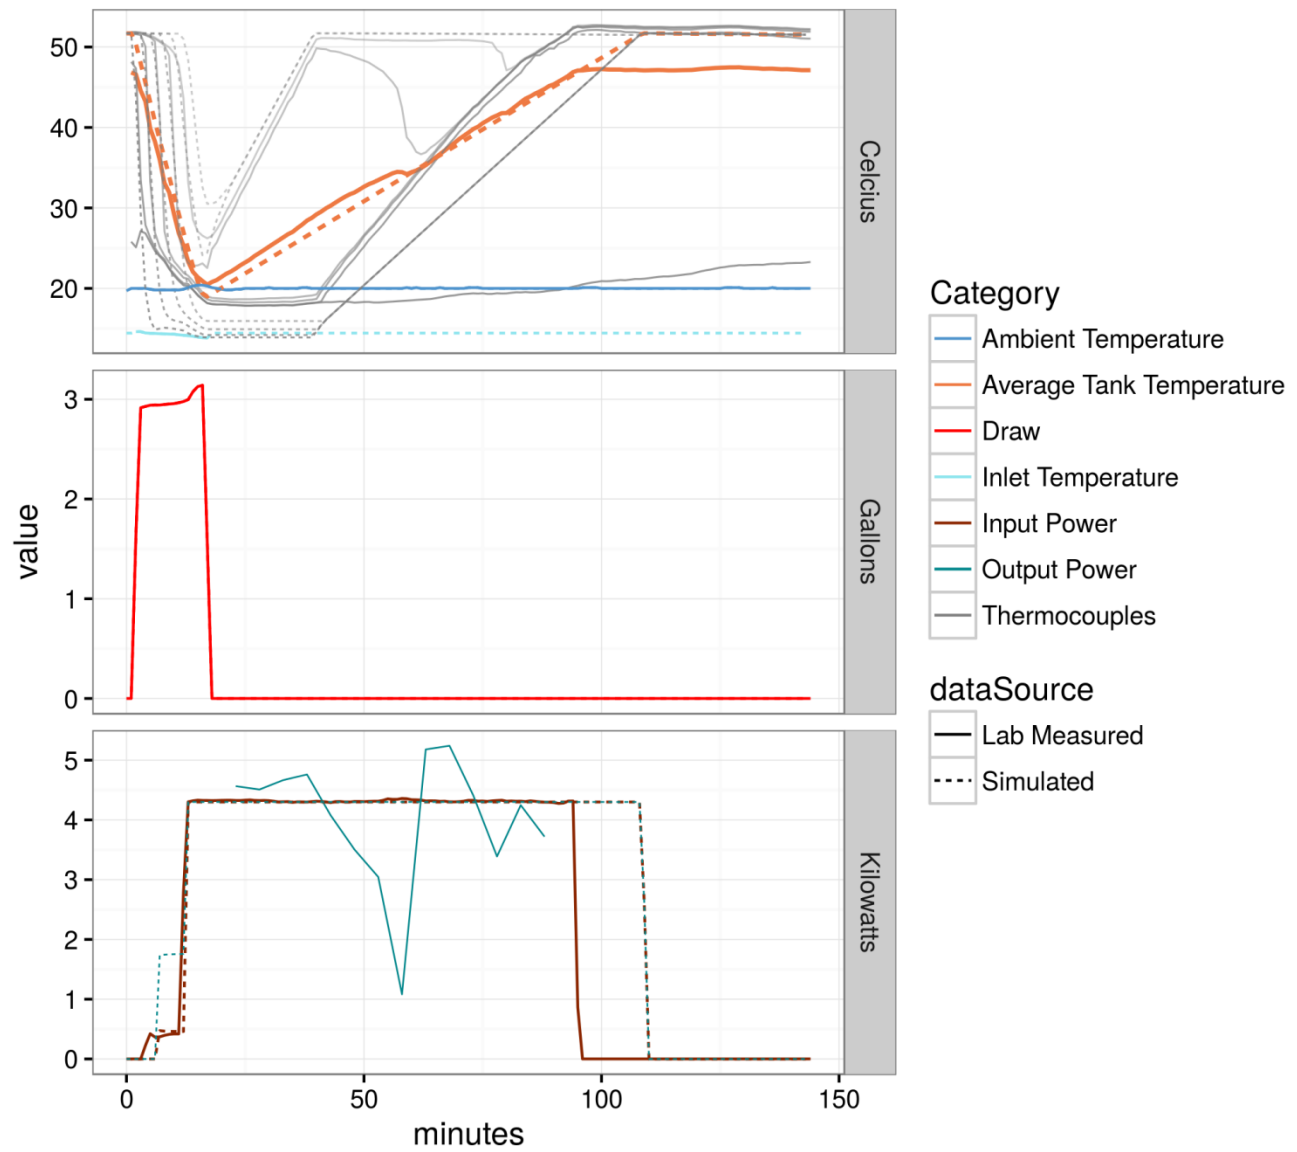 50
40
30
20
Celcius
3
2
1
0
Gallons
5
4
3
2
1
0
Kilowatts
0
50
100
150
minutes
value
Category
Ambient Temperature
Average Tank Temperature
Draw
Inlet Temperature
Input Power
Output Power
Thermocouples
dataSource
Lab Measured
Simulated